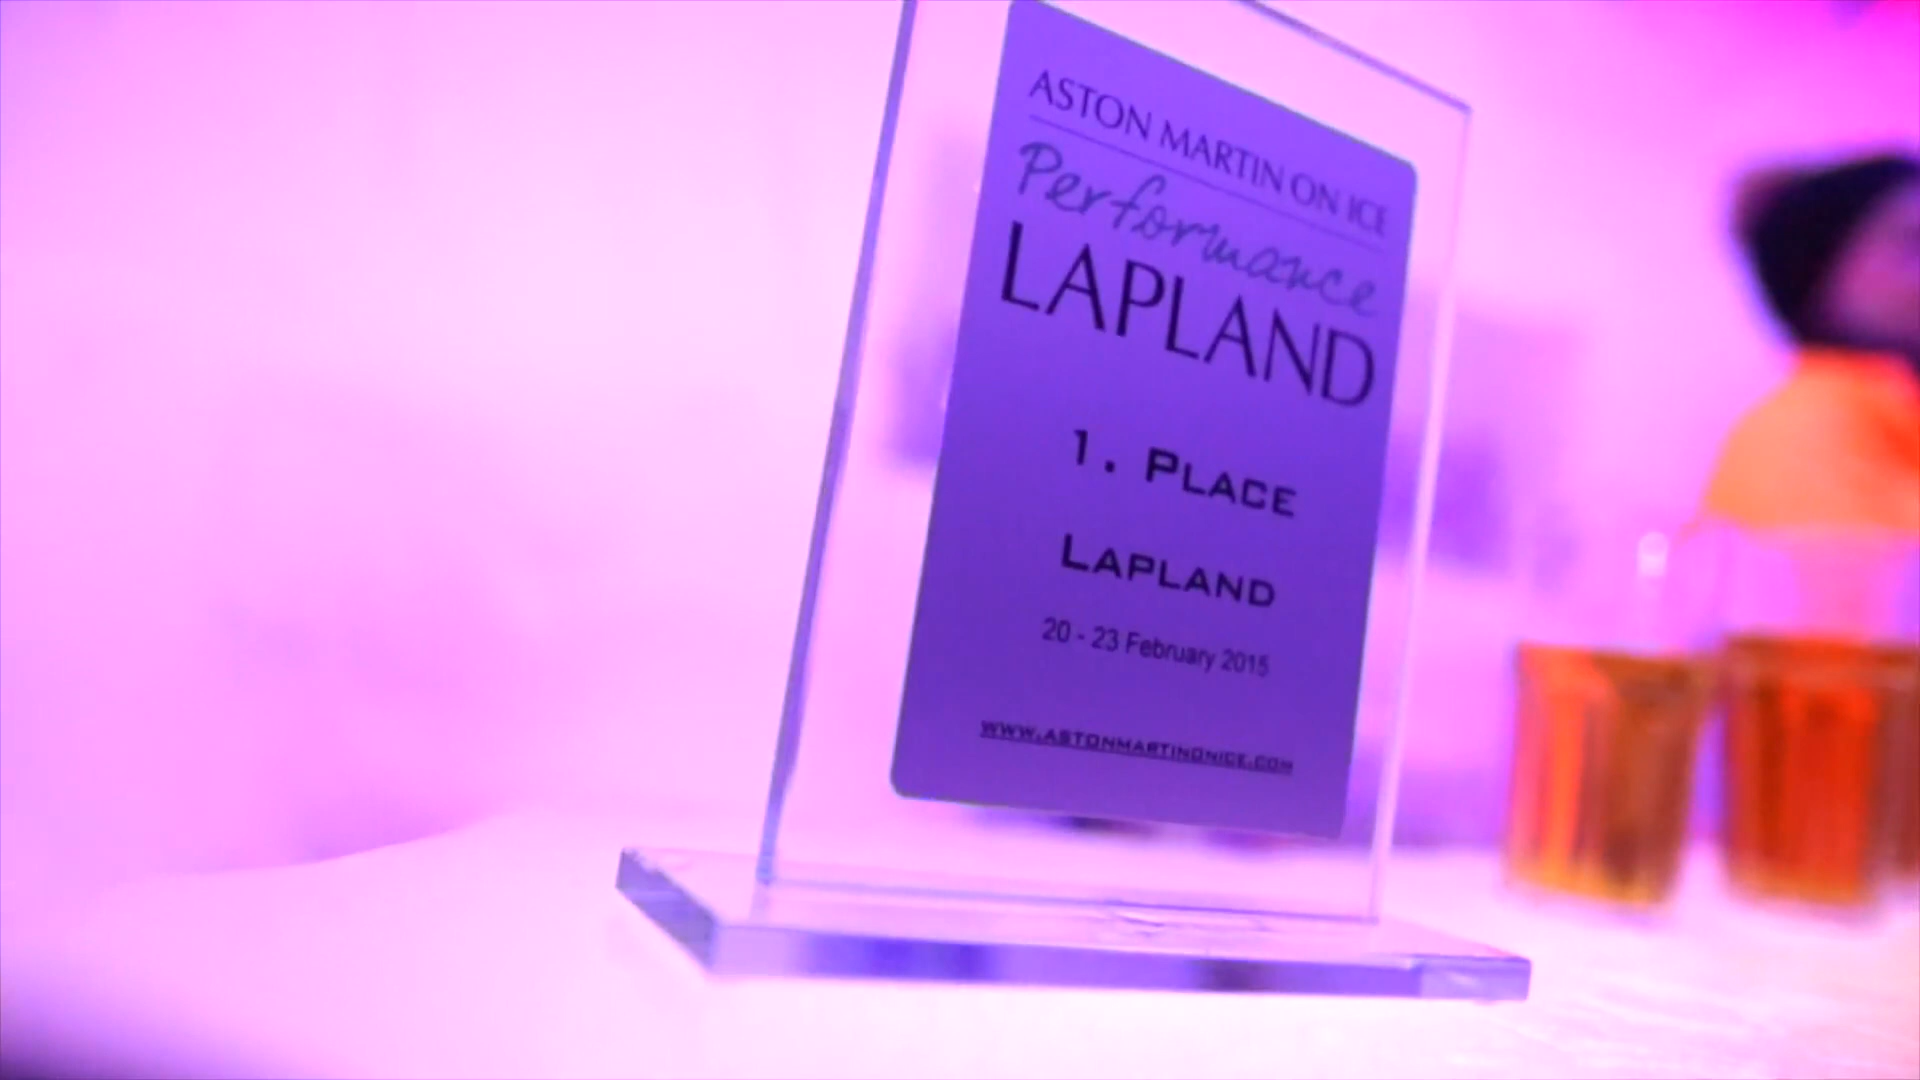 ASTON MARTIN ON ICE
Performance
LAPLAND
1. PLACE
LAPLAND
20 - 23 February 2015
WWW.ASTONMARTINONICE.COM